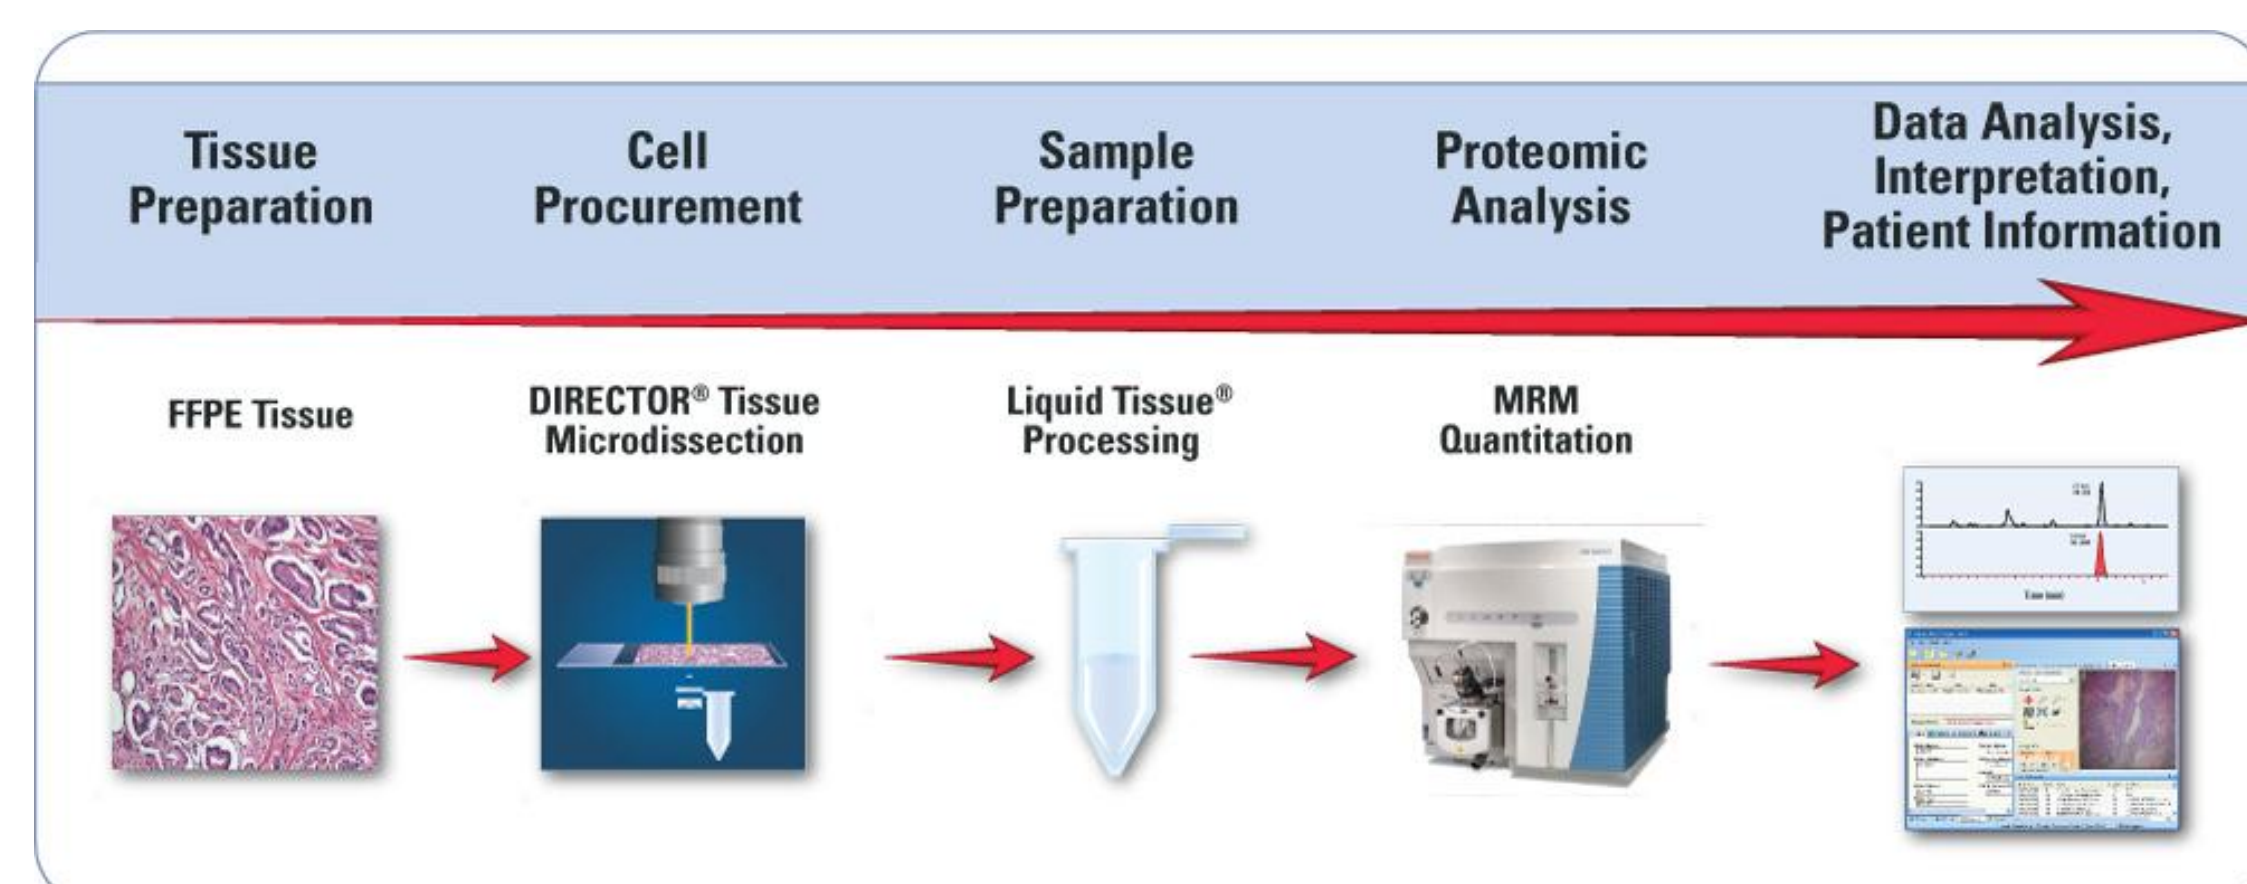 Tissue
Preparation
Cell
Procurement
Sample
Preparation
Proteomic
Analysis
Data Analysis,
Interpretation,
Patient Information
FFPE Tissue
DIRECTOR® Tissue
Microdissection
Liquid Tissue®
Processing
MRM
Quantitation